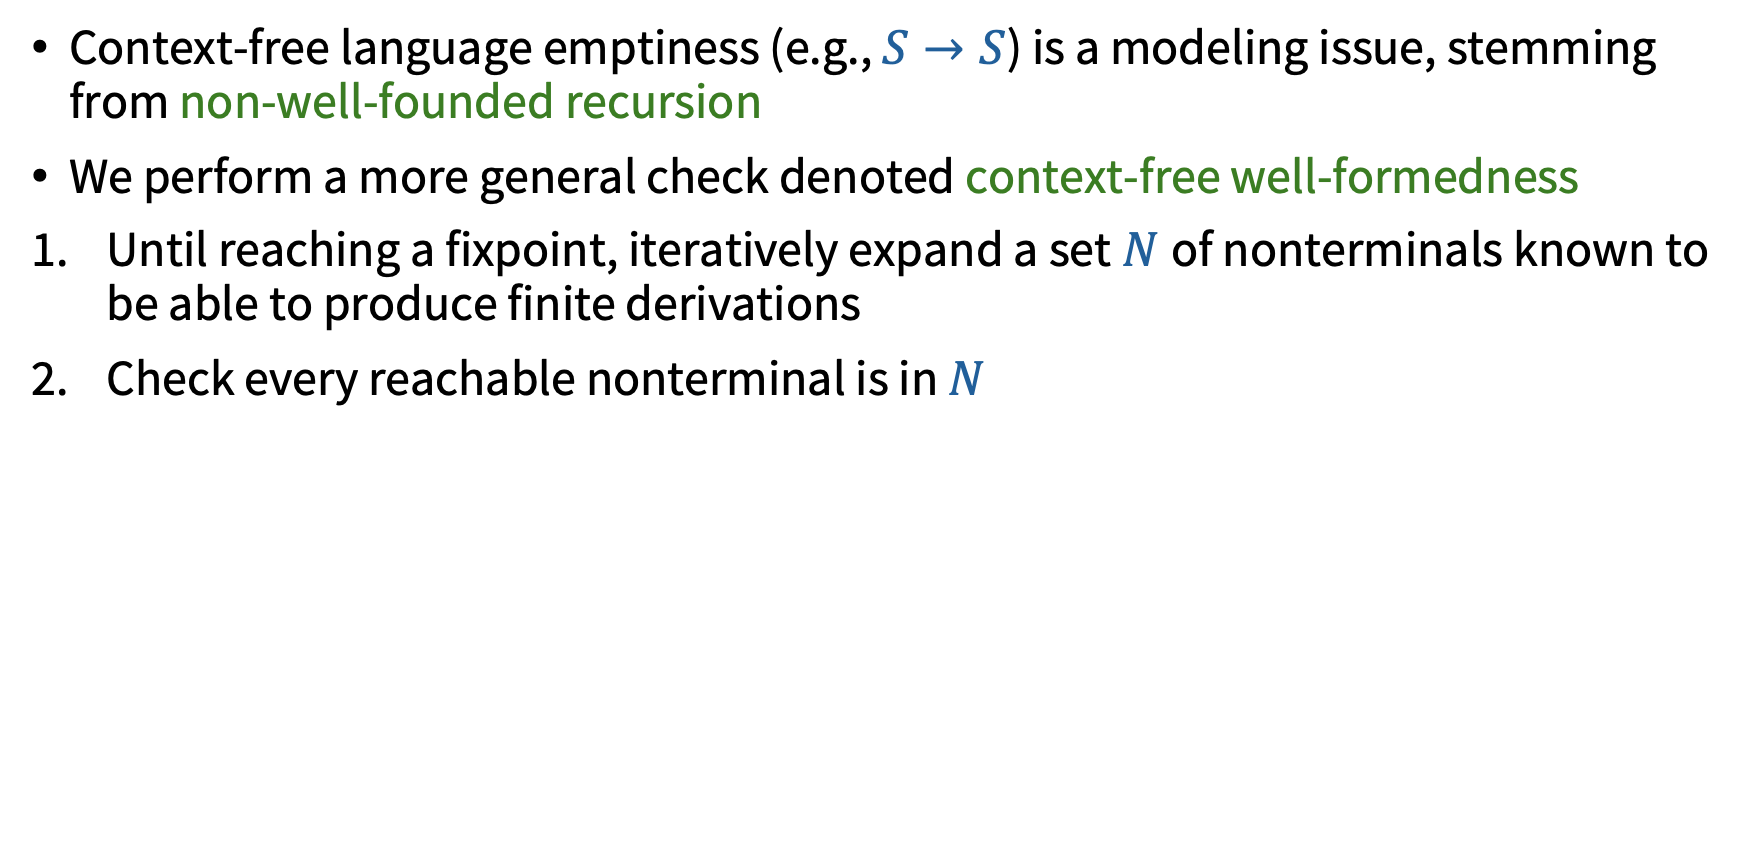 • Context-free language emptiness (e.g., S → S) is a modeling issue, stemming
from non-well-founded recursion
• We perform a more general check denoted context-free well-formedness
1. Until reaching a fixpoint, iteratively expand a set N of nonterminals known to
be able to produce finite derivations
2. Check every reachable nonterminal is in N